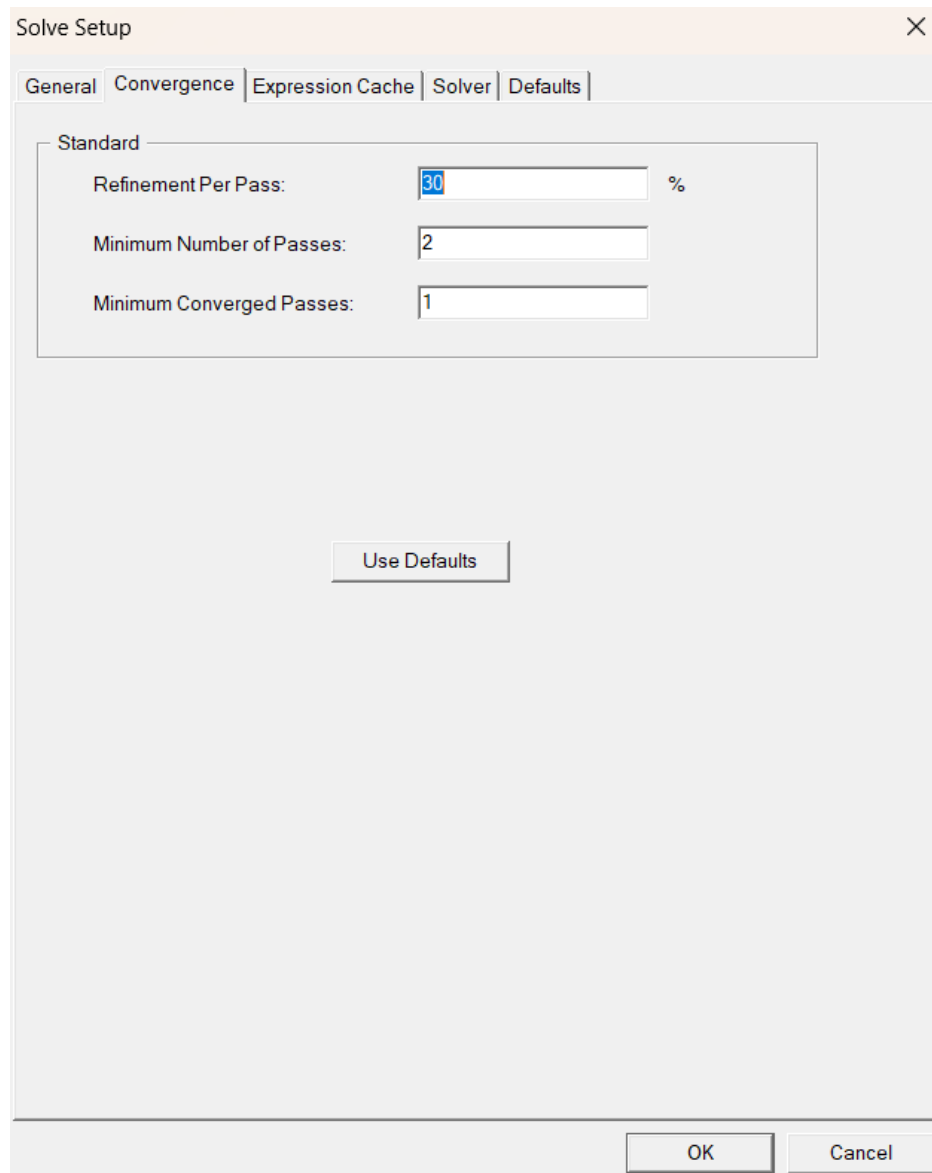 Solve Setup
General Convergence Expression Cache Solver Defaults
Standard
Refinement Per Pass: 30 %
Minimum Number of Passes: 2
Minimum Converged Passes: 1
Use Defaults
OK Cancel